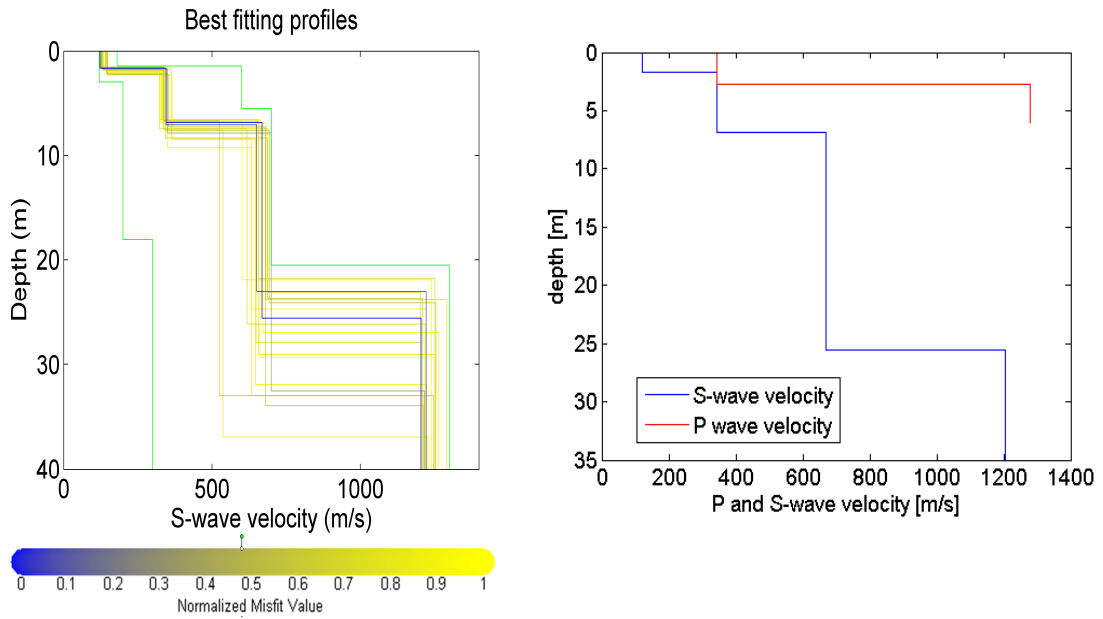 Best fitting profiles
0
10
20
30
40
Depth (m)
0 500 1000
S-wave velocity (m/s)
0 0.1 0.2 0.3 0.4 0.5 0.6 0.7 0.8 0.9 1
Normalized Misfit Value
0
5
10
15
20
25
30
35
depth [m]
S-wave velocity
P wave velocity
0 200 400 600 800 1000 1200 1400
P and S-wave velocity [m/s]